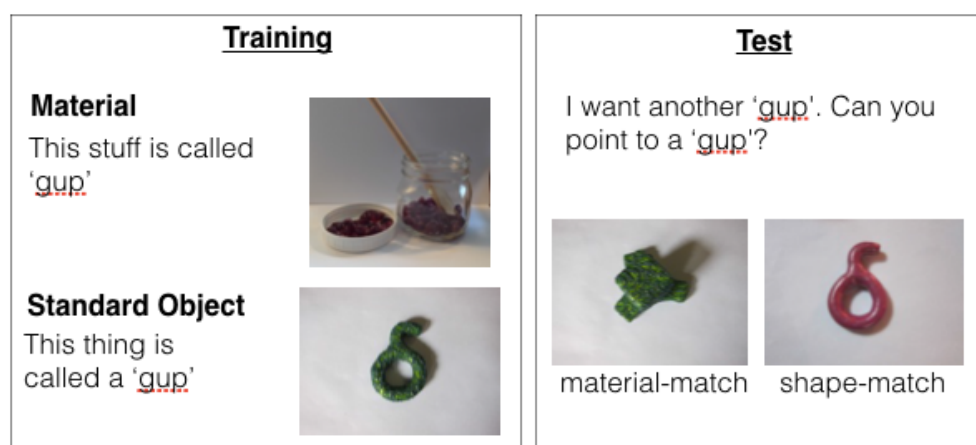 Training
Material
This stuff is called
‘gup’
Standard Object
This thing is
called a ‘gup’
Test
I want another ‘gup’. Can you
point to a ‘gup’?
material-match
shape-match